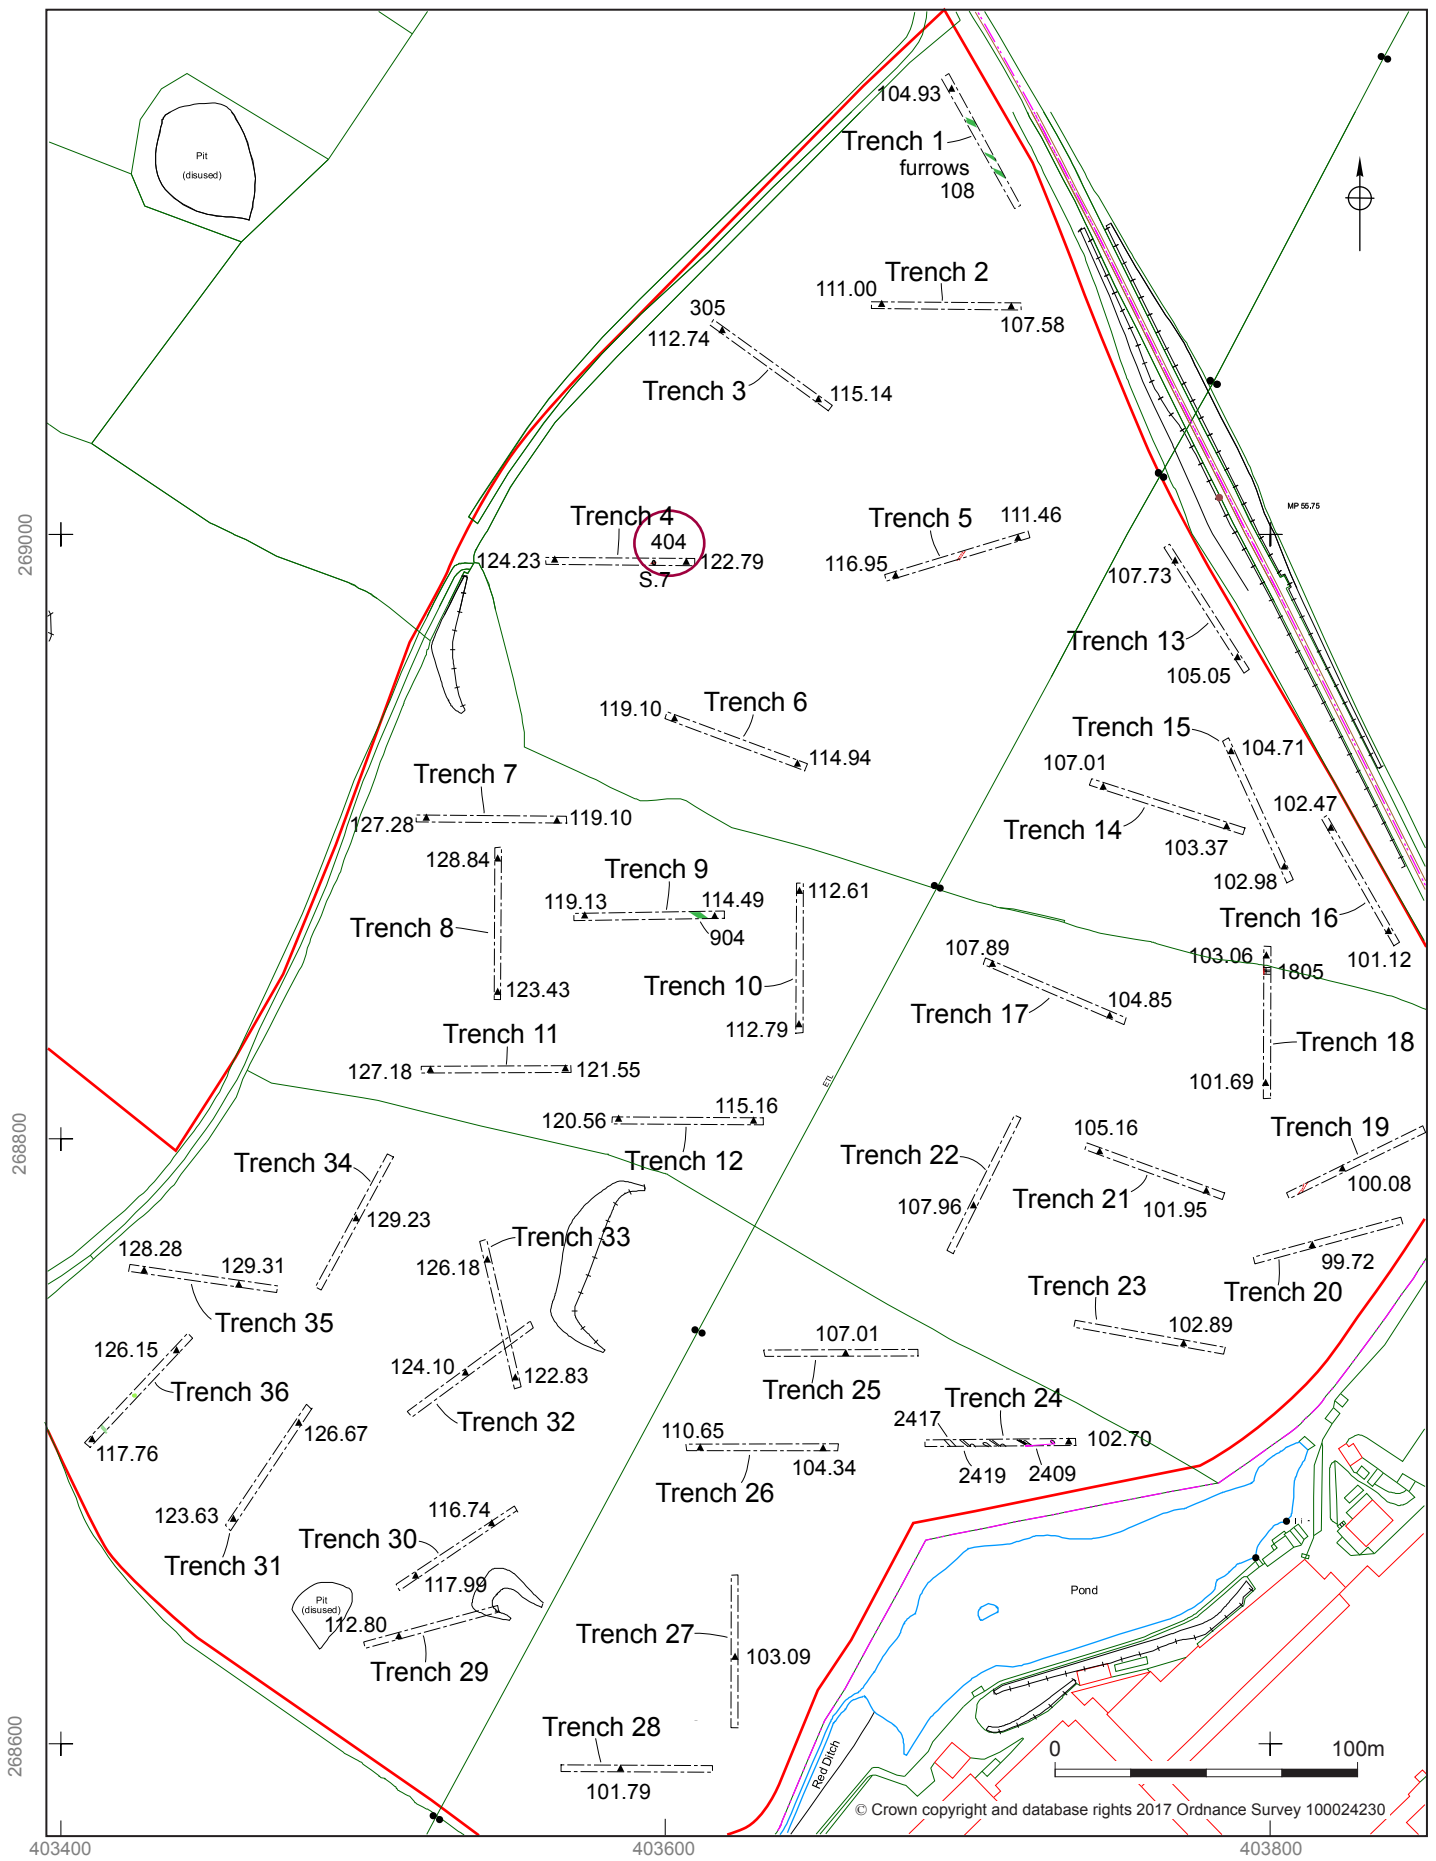 104.93
Trench 1
furrows
108
Pit
(disused)
Trench 2
111.00
107.58
305
112.74
Trench 3
115.14
MP 55.75
269000
Trench 4
404
124.23
122.79
S.7
Trench 5
111.46
116.95
107.73
Trench 13
105.05
119.10
Trench 6
114.94
Trench 15
104.71
107.01
Trench 14
103.37
102.98
102.47
Trench 16
101.12
Trench 7
127.28
119.10
128.84
Trench 8
123.43
Trench 9
119.13
114.49
904
112.61
Trench 10
112.79
107.89
Trench 17
104.85
103.06
1805
Trench 18
101.69
Trench 11
127.18
121.55
ETL
120.56
115.16
Trench 12
268800
Trench 34
129.23
128.28
129.31
Trench 35
Trench 33
126.18
122.83
Trench 22
107.96
105.16
Trench 21
101.95
Trench 19
100.08
99.72
Trench 20
Trench 23
102.89
126.15
Trench 36
117.76
124.10
Trench 32
107.01
Trench 25
Trench 24
2417
102.70
2419
2409
110.65
104.34
Trench 26
126.67
123.63
Trench 31
116.74
Trench 30
117.99
Pit
(disused)
112.80
Trench 29
Trench 27
103.09
Pond
Trench 28
101.79
Red Ditch
268600
0
100m
© Crown copyright and database rights 2017 Ordnance Survey 100024230
403400
403600
403800